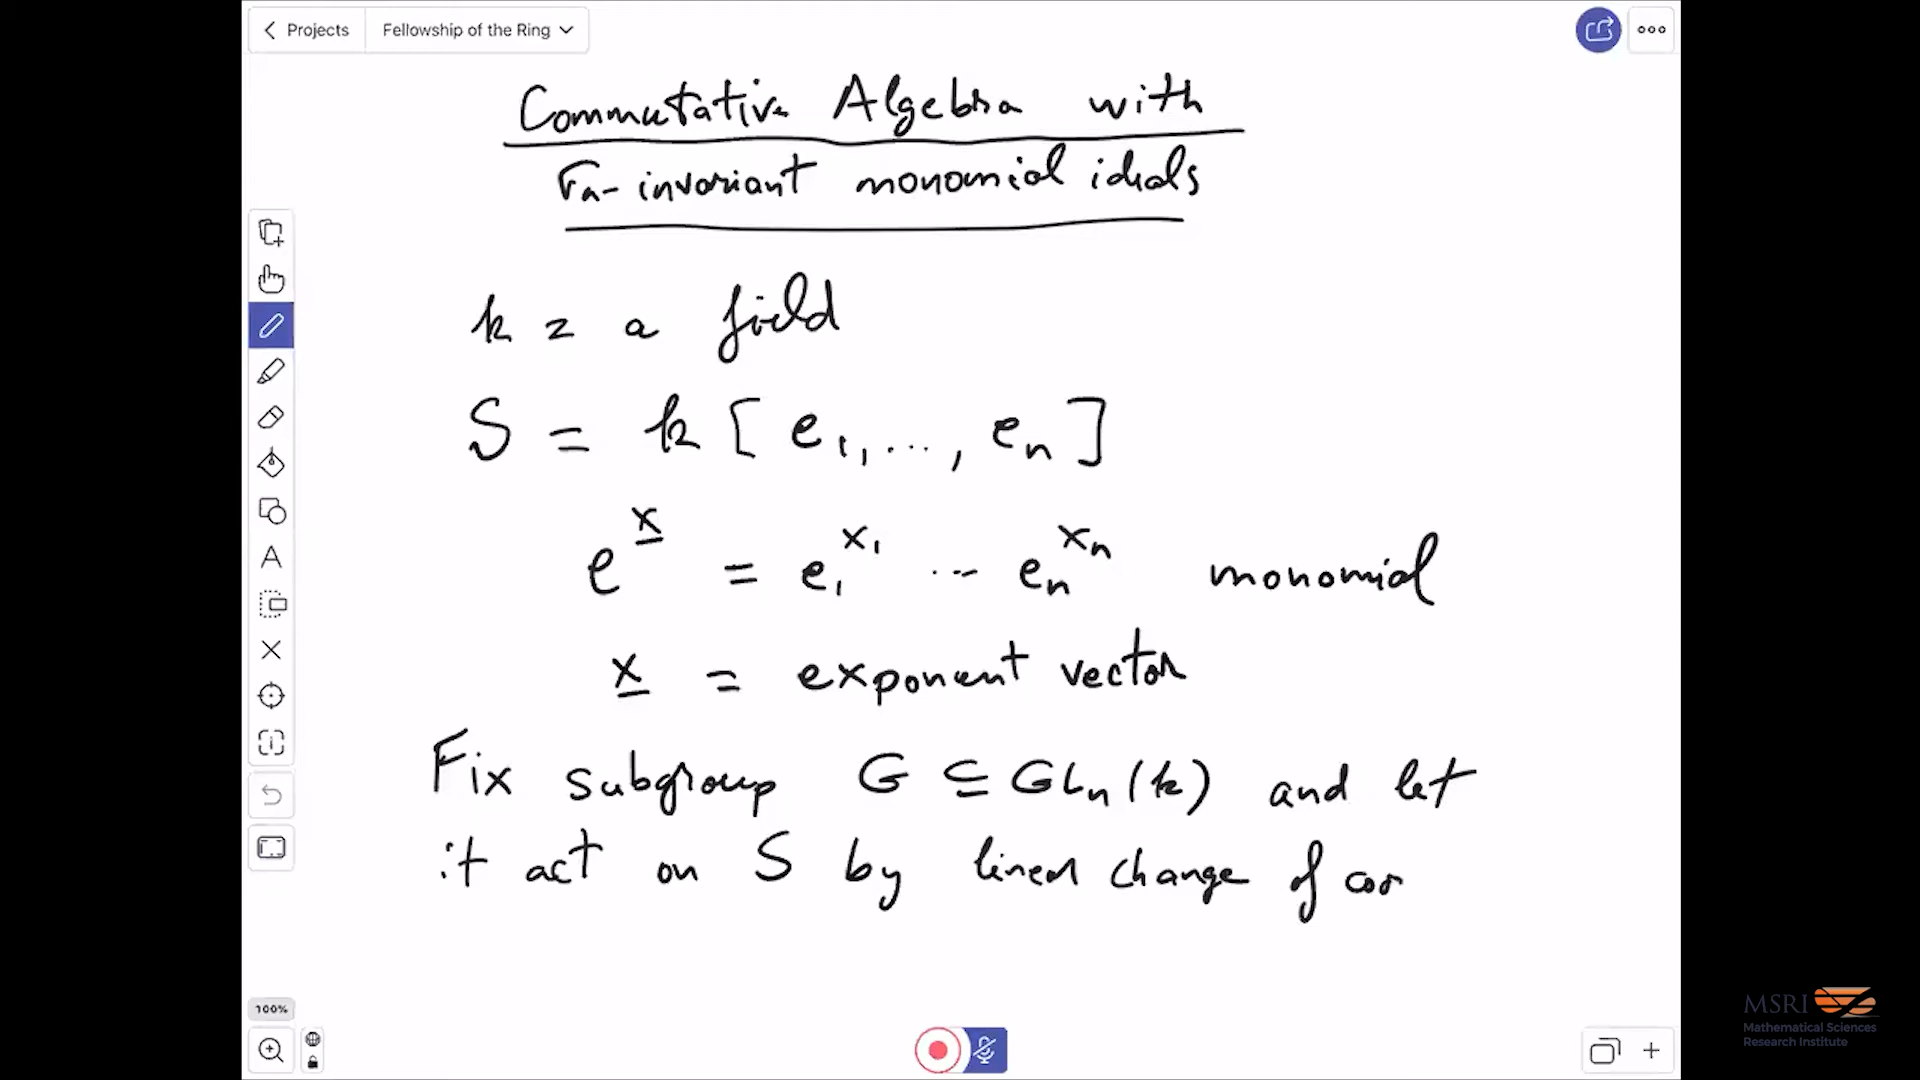 Projects
Fellowship of the Ring
Commutative Algebra with
Γn-invariant monomial ideals
k = a field
S = k [ e₁, ..., eₙ ]
e^x = e₁^x₁ ... eₙ^xₙ monomial
x = exponent vector
Fix subgroup G ⊆ GLₙ(k) and let
it act on S by linear change of coor
100%
MSRI
Mathematical Sciences
Research Institute